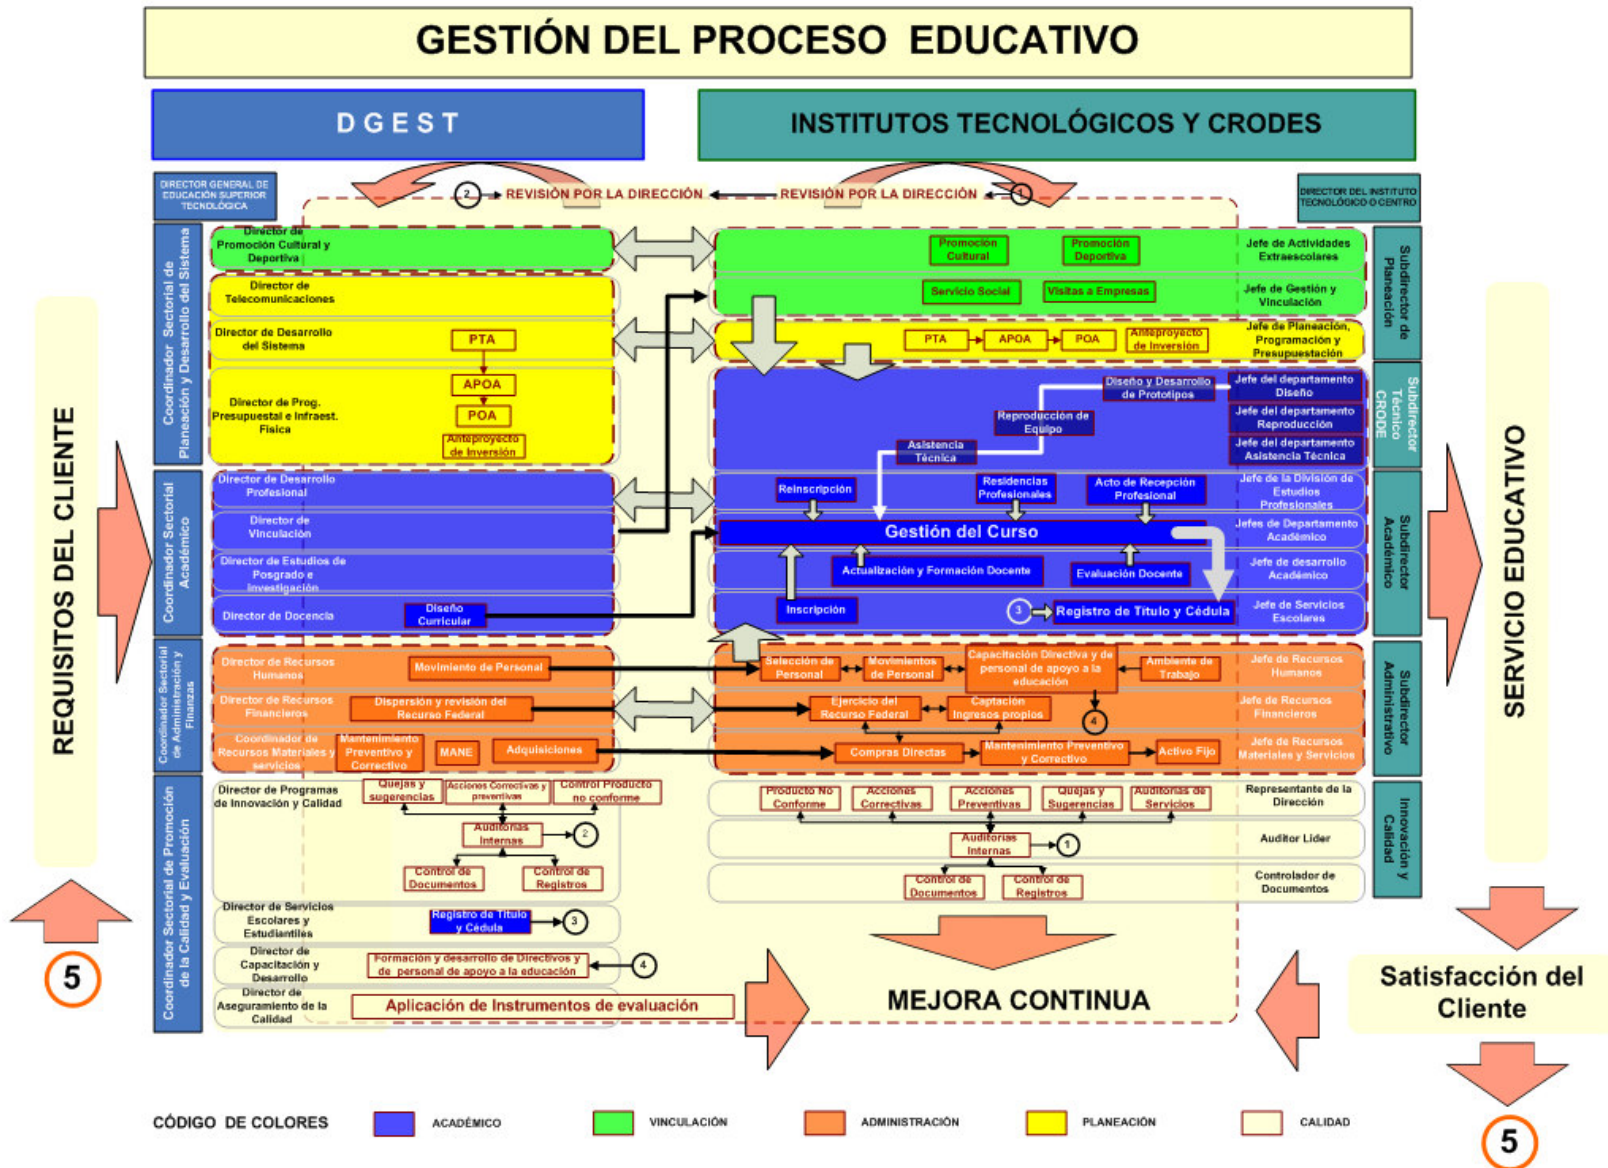 GESTIÓN DEL PROCESO EDUCATIVO
D G E S T
INSTITUTOS TECNOLÓGICOS Y CRODES
DIRECTOR GENERAL DE
EDUCACIÓN SUPERIOR
TECNOLÓGICA
2
REVISIÓN POR LA DIRECCIÓN
REVISIÓN POR LA DIRECCIÓN
1
DIRECTOR DEL INSTITUTO
TECNOLÓGICO O CENTRO
REQUISITOS DEL CLIENTE
5
Coordinador Sectorial de
Planeación y Desarrollo del Sistema
Director de
Promoción Cultural y
Deportiva
Director de
Telecomunicaciones
Director de Desarrollo
del Sistema
PTA
APOA
Director de Prog.
Presupuestal e Infraest.
Física
POA
Anteproyecto
de Inversión
Coordinador Sectorial
Académico
Director de Desarrollo
Profesional
Director de
Vinculación
Director de Estudios de
Posgrado e
Investigación
Director de Docencia
Diseño
Curricular
Coordinador Sectorial
de Administración y
Finanzas
Director de Recursos
Humanos
Movimiento de Personal
Director de Recursos
Financieros
Dispersión y revisión del
Recurso Federal
Coordinador de
Recursos Materiales y
servicios
Mantenimiento
Preventivo y
Correctivo
MANE
Adquisiciones
Coordinador Sectorial de Promoción
de la Calidad y Evaluación
Director de Programas
de Innovación y Calidad
Quejas y
sugerencias
Acciones Correctivas y
preventivas
Control Producto
no conforme
Auditorías
Internas
2
Control de
Documentos
Control de
Registros
Director de Servicios
Escolares y
Estudiantiles
Registro de Título
y Cédula
3
Director de
Capacitación y
Desarrollo
Formación y desarrollo de Directivos y
de personal de apoyo a la educación
4
Director de
Aseguramiento de la
Calidad
Aplicación de Instrumentos de evaluación
Promoción
Cultural
Promoción
Deportiva
Jefe de Actividades
Extraescolares
Servicio Social
Visitas a Empresas
Jefe de Gestión y
Vinculación
PTA
APOA
POA
Anteproyecto
de Inversión
Jefe de Planeación,
Programación y
Presupuestación
Subdirector de
Planeación
Diseño y Desarrollo
de Prototipos
Jefe del departamento
Diseño
Reproducción de
Equipo
Jefe del departamento
Reproducción
Asistencia
Técnica
Jefe del departamento
Asistencia Técnica
Subdirector
Técnico
CRODE
Reinscripción
Residencias
Profesionales
Acto de Recepción
Profesional
Jefe de la División de
Estudios
Profesionales
Gestión del Curso
Jefes de Departamento
Académico
Actualización y Formación Docente
Evaluación Docente
Jefe de desarrollo
Académico
Inscripción
3
Registro de Título y Cédula
Jefe de Servicios
Escolares
Subdirector
Académico
Selección de
Personal
Movimientos
de Personal
Capacitación Directiva y de
personal de apoyo a la
educación
Ambiente de
Trabajo
Jefe de Recursos
Humanos
Ejercicio del
Recurso Federal
Captación
Ingresos propios
4
Jefe de Recursos
Financieros
Compras Directas
Mantenimiento Preventivo
y Correctivo
Activo Fijo
Jefe de Recursos
Materiales y Servicios
Subdirector
Administrativo
Producto No
Conforme
Acciones
Correctivas
Acciones
Preventivas
Quejas y
Sugerencias
Auditorías de
Servicios
Representante de la
Dirección
Auditorías
Internas
1
Auditor Líder
Control de
Documentos
Control de
Registros
Controlador de
Documentos
Innovación y
Calidad
MEJORA CONTINUA
SERVICIO EDUCATIVO
Satisfacción del
Cliente
5
CÓDIGO DE COLORES
ACADÉMICO
VINCULACIÓN
ADMINISTRACIÓN
PLANEACIÓN
CALIDAD